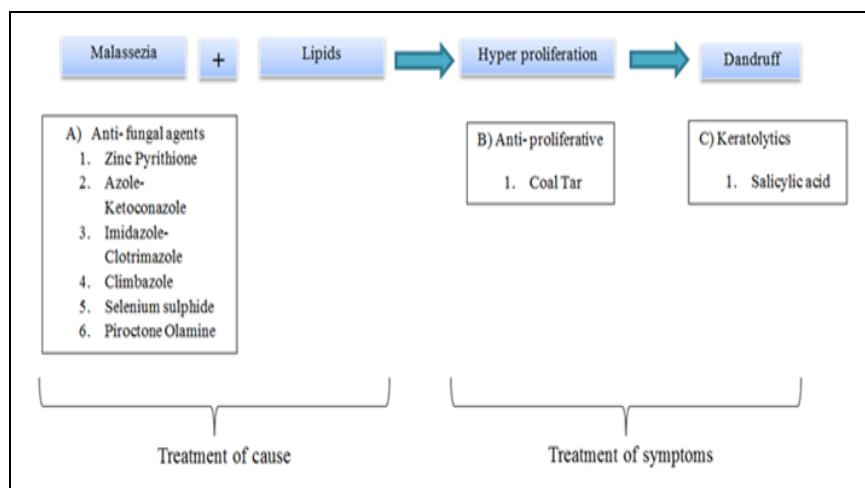 Malassezia
+
Lipids
Hyper proliferation
Dandruff
A) Anti-fungal agents
1. Zinc Pyrithione
2. Azole-
Ketoconazole
3. Imidazole-
Clotrimazole
4. Climbazole
5. Selenium sulphide
6. Piroctone Olamine
B) Anti-proliferative
1. Coal Tar
C) Keratolytics
1. Salicylic acid
Treatment of cause
Treatment of symptoms